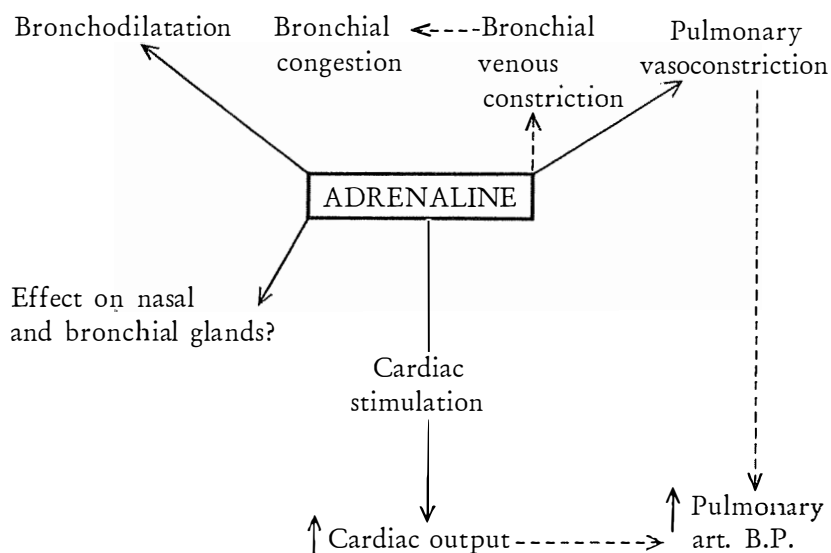 Bronchodilatation
Bronchial
congestion
Bronchial
venous
constriction
Pulmonary
vasoconstriction
ADRENALINE
Effect on nasal
and bronchial glands?
Cardiac
stimulation
Cardiac output
Pulmonary
art. B.P.